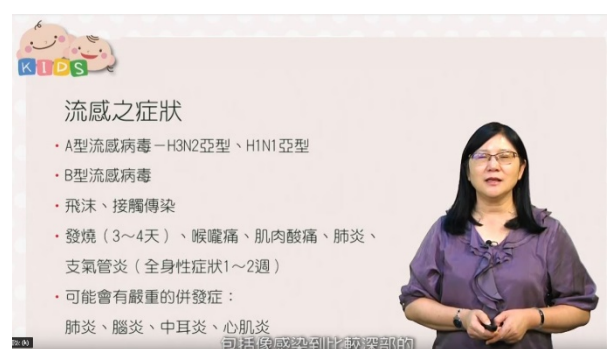 KIDS
流感之症狀
・A型流感病毒－H3N2亞型、H1N1亞型
・B型流感病毒
・飛沫、接觸傳染
・發燒（3～4天）、喉嚨痛、肌肉酸痛、肺炎、
支氣管炎（全身性症狀1～2週）
・可能會有嚴重的併發症：
肺炎、腦炎、中耳炎、心肌炎
包括像感染到比較深部的